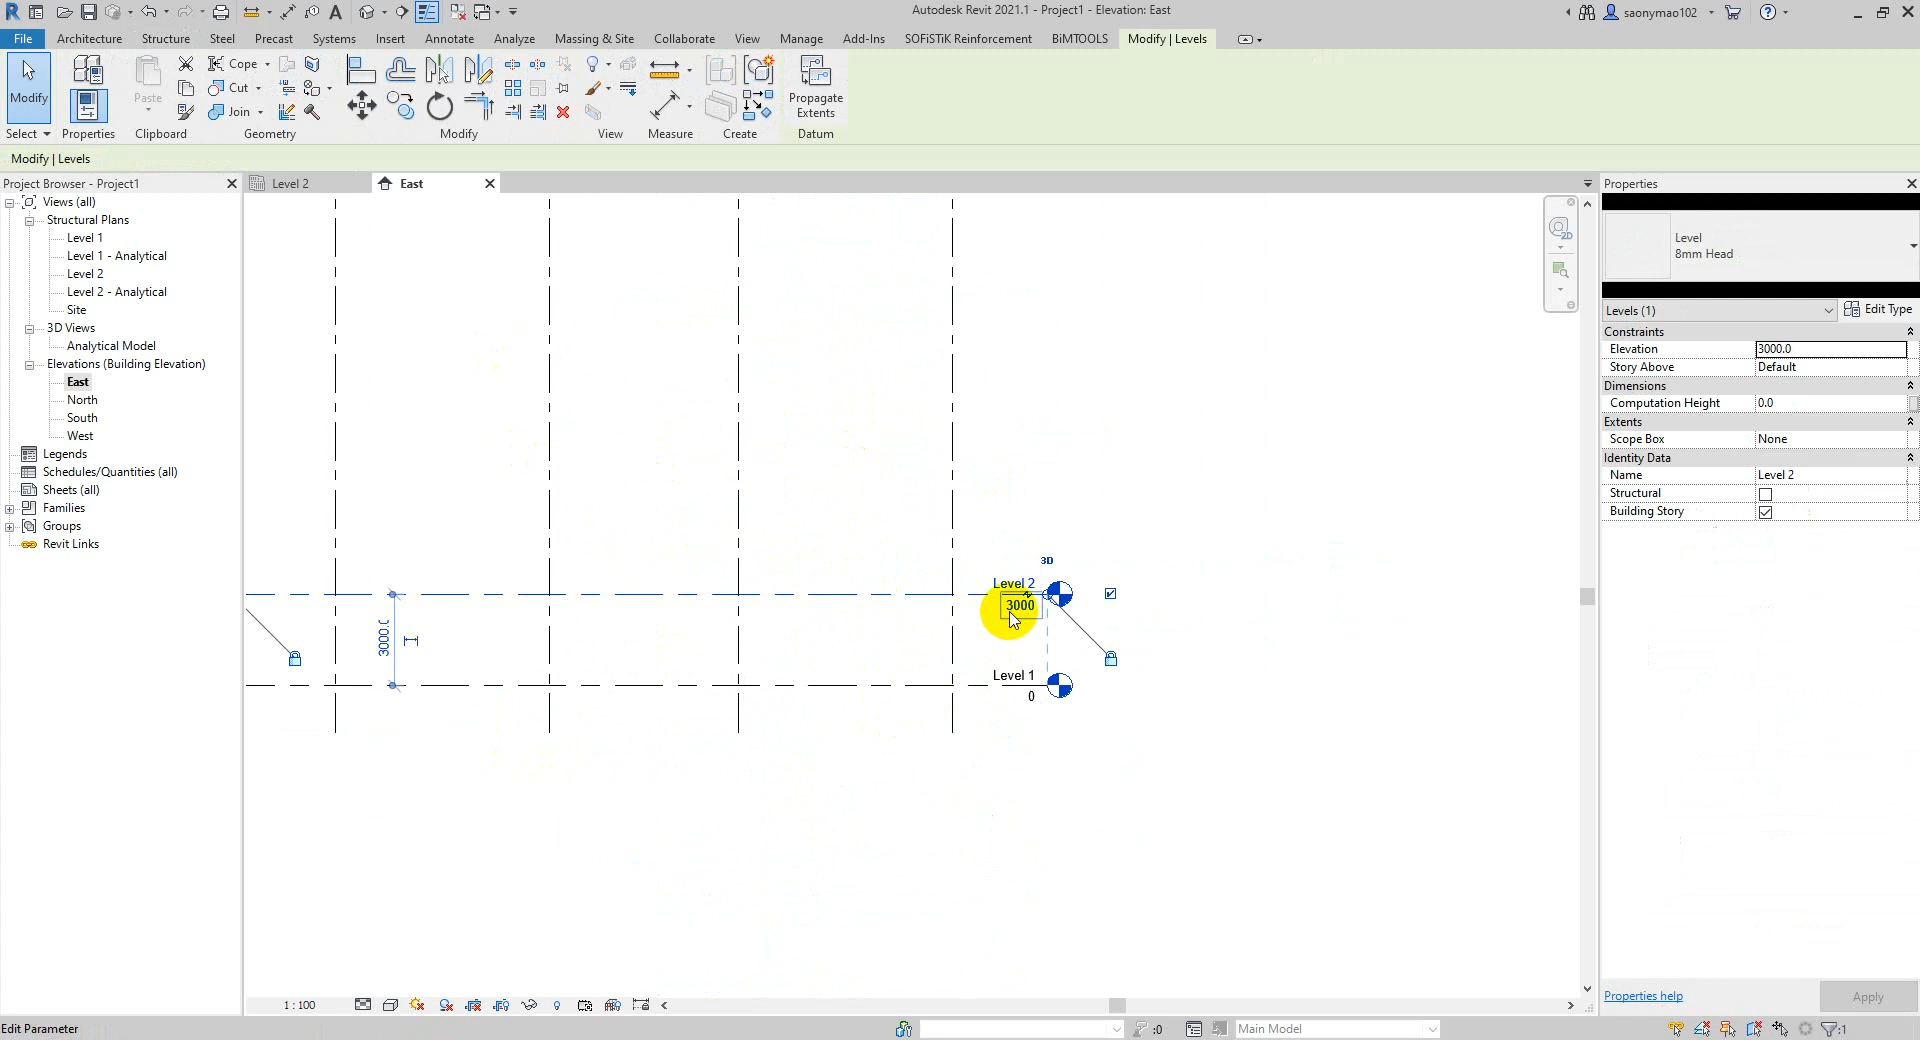 Autodesk Revit 2021.1 - Project1 - Elevation: East
saonymao102
File Architecture Structure Steel Precast Systems Insert Annotate Analyze Massing & Site Collaborate View Manage Add-Ins SOFiSTiK Reinforcement BiMTOOLS Modify | Levels
Modify
Paste
Cope
Cut
Join
Propagate
Extents
Select Properties Clipboard Geometry Modify View Measure Create Datum
Modify | Levels
Project Browser - Project1
Views (all)
Structural Plans
Level 1
Level 1 - Analytical
Level 2
Level 2 - Analytical
Site
3D Views
Analytical Model
Elevations (Building Elevation)
East
North
South
West
Legends
Schedules/Quantities (all)
Sheets (all)
Families
Groups
Revit Links
Level 2
East
2D
3D
Level 2
3000
3000.0
Level 1
0
Properties
Level
8mm Head
Levels (1) Edit Type
Constraints
Elevation 3000.0
Story Above Default
Dimensions
Computation Height 0.0
Extents
Scope Box None
Identity Data
Name Level 2
Structural
Building Story
Properties help Apply
1 : 100
Edit Parameter
:0
Main Model
:1